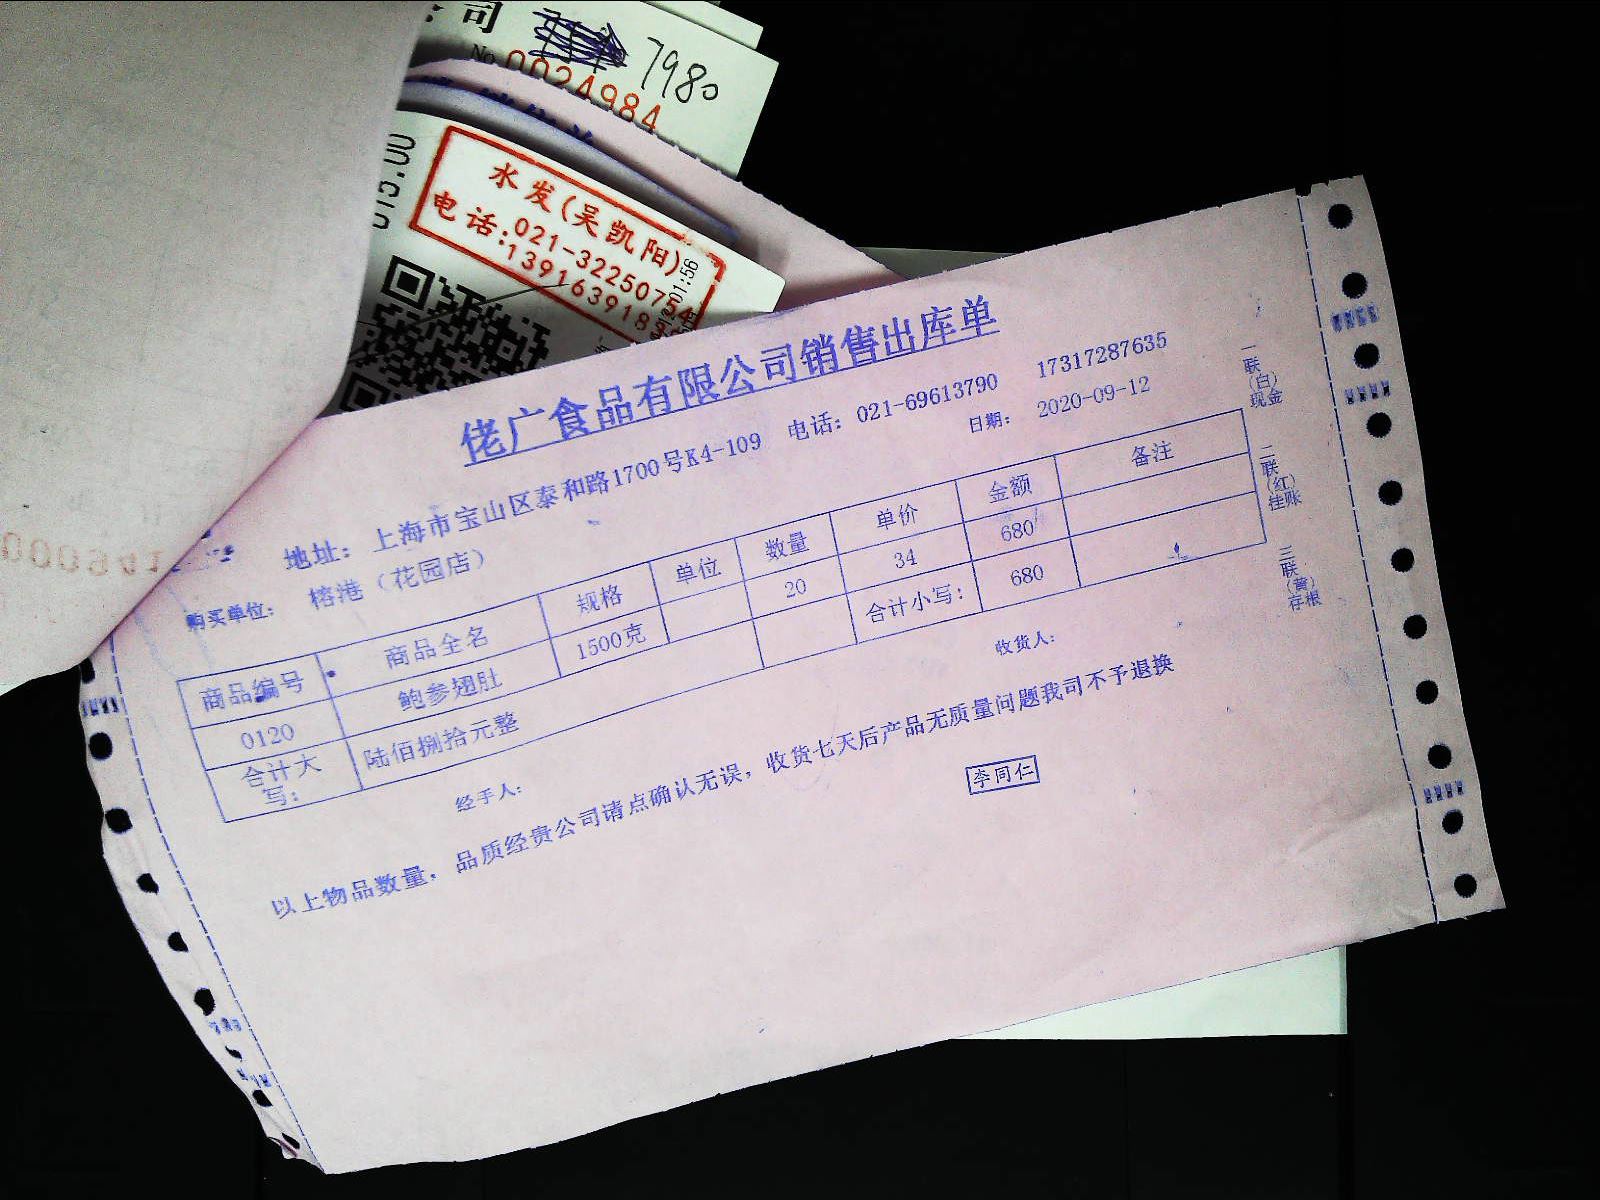 司 7980
No 0024984
水发(吴凯阳)
电话:021-32250754
01:56
佬广食品有限公司销售出库单
地址: 上海市宝山区泰和路1700号K4-109 电话: 021-69613790 17317287635
购买单位: 榕港(花园店) 日期: 2020-09-12
商品编号 商品全名 规格 单位 数量 单价 金额 备注
0120 鲍参翅肚 1500克 20 34 680
合计大写: 陆佰捌拾元整 合计小写: 680
经手人: 收货人:
以上物品数量,品质经贵公司请点确认无误,收货七天后产品无质量问题我司不予退换
李同仁
一联(白)现金
二联(红)挂账
三联(黄)存根